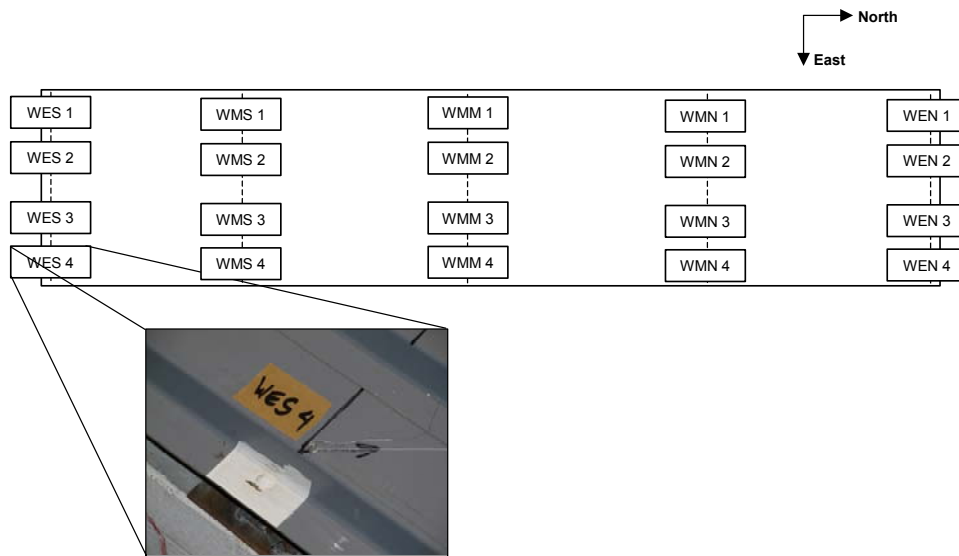 North
East
WES 1 WMS 1 WMM 1 WMN 1 WEN 1
WES 2 WMS 2 WMM 2 WMN 2 WEN 2
WES 3 WMS 3 WMM 3 WMN 3 WEN 3
WES 4 WMS 4 WMM 4 WMN 4 WEN 4
WES 4